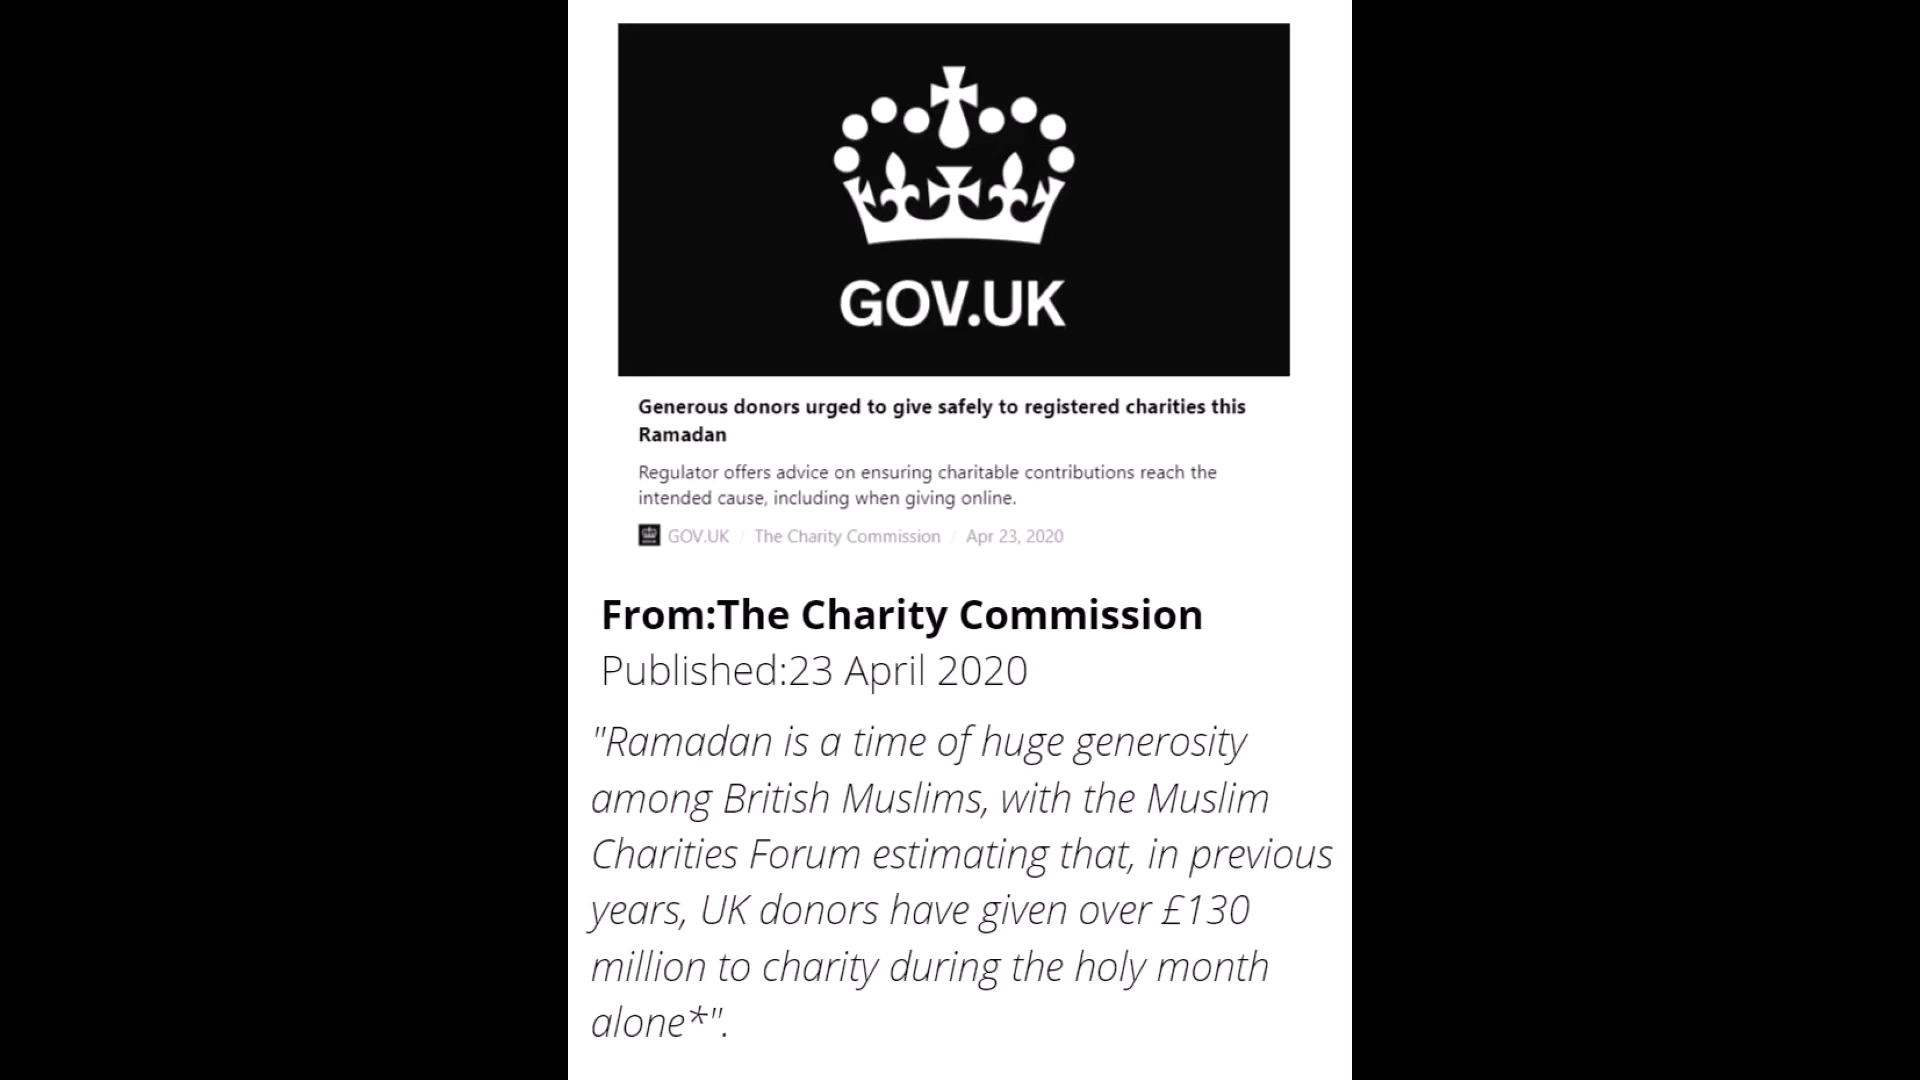 GOV.UK
Generous donors urged to give safely to registered charities this
Ramadan
Regulator offers advice on ensuring charitable contributions reach the
intended cause, including when giving online.
GOV.UK / The Charity Commission / Apr 23, 2020
From:The Charity Commission
Published:23 April 2020
"Ramadan is a time of huge generosity
among British Muslims, with the Muslim
Charities Forum estimating that, in previous
years, UK donors have given over £130
million to charity during the holy month
alone*".